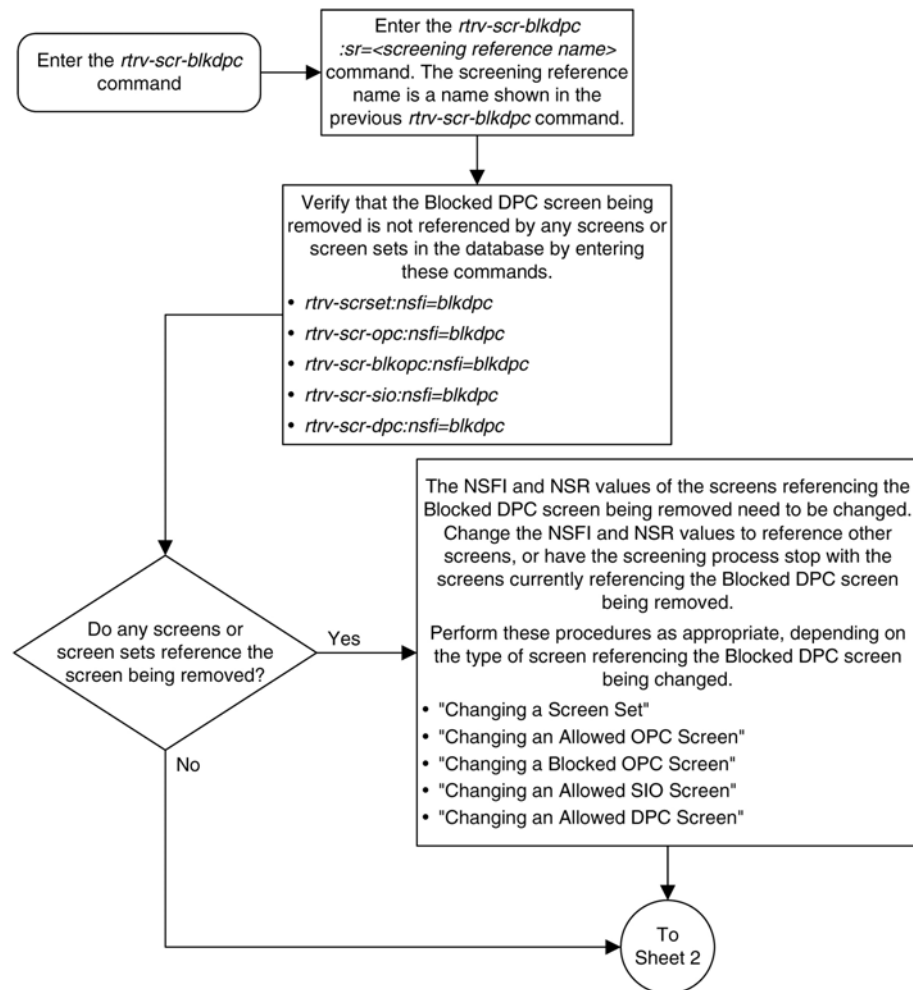 Enter the rtrv-scr-blkdpc
command
Enter the rtrv-scr-blkdpc
:sr=<screening reference name>
command. The screening reference
name is a name shown in the
previous rtrv-scr-blkdpc command.
Verify that the Blocked DPC screen being
removed is not referenced by any screens or
screen sets in the database by entering
these commands.
• rtrv-scrset:nsfi=blkdpc
• rtrv-scr-opc:nsfi=blkdpc
• rtrv-scr-blkopc:nsfi=blkdpc
• rtrv-scr-sio:nsfi=blkdpc
• rtrv-scr-dpc:nsfi=blkdpc
Do any screens or
screen sets reference the
screen being removed?
Yes
No
The NSFI and NSR values of the screens referencing the
Blocked DPC screen being removed need to be changed.
Change the NSFI and NSR values to reference other
screens, or have the screening process stop with the
screens currently referencing the Blocked DPC screen
being removed.
Perform these procedures as appropriate, depending on
the type of screen referencing the Blocked DPC screen
being changed.
• "Changing a Screen Set"
• "Changing an Allowed OPC Screen"
• "Changing a Blocked OPC Screen"
• "Changing an Allowed SIO Screen"
• "Changing an Allowed DPC Screen"
To
Sheet 2